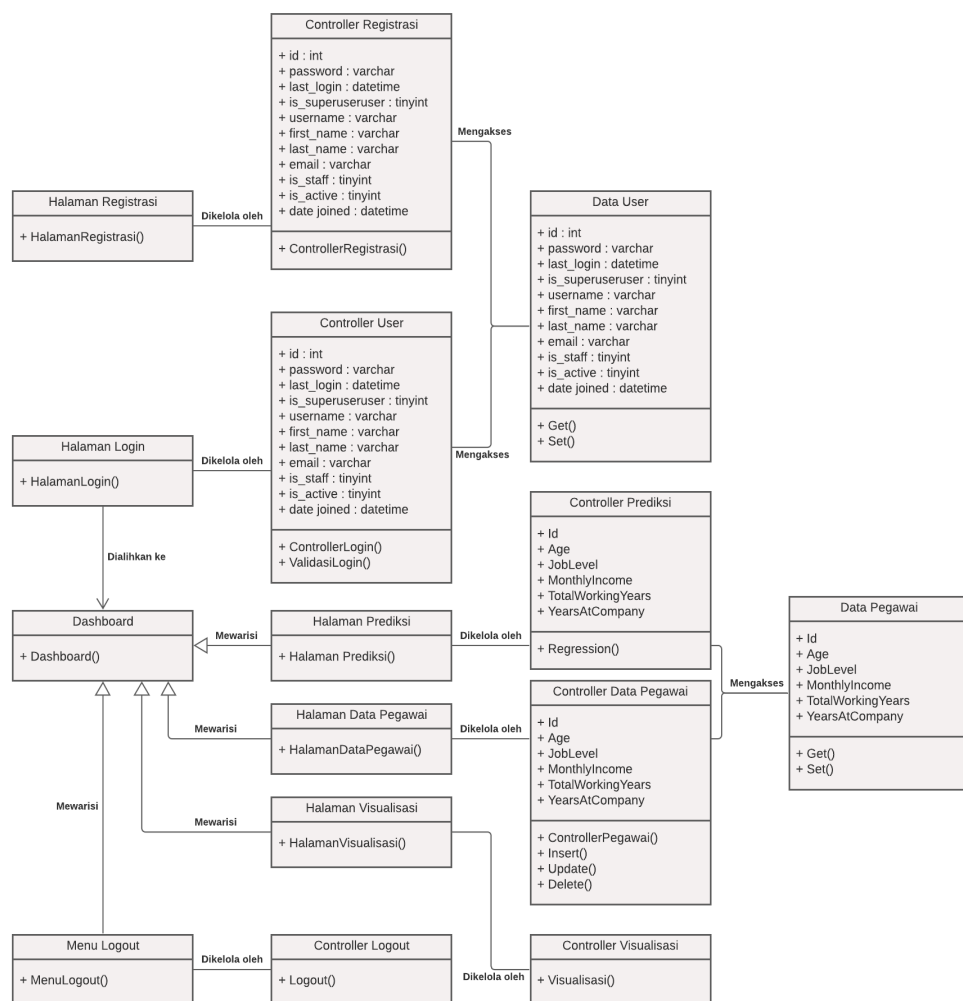 Controller Registrasi
+ id : int
+ password : varchar
+ last_login : datetime
+ is_superuseruser : tinyint
+ username : varchar
+ first_name : varchar
+ last_name : varchar
+ email : varchar
+ is_staff : tinyint
+ is_active : tinyint
+ date joined : datetime
+ ControllerRegistrasi()
Mengakses
Halaman Registrasi
+ HalamanRegistrasi()
Dikelola oleh
Data User
+ id : int
+ password : varchar
+ last_login : datetime
+ is_superuseruser : tinyint
+ username : varchar
+ first_name : varchar
+ last_name : varchar
+ email : varchar
+ is_staff : tinyint
+ is_active : tinyint
+ date joined : datetime
+ Get()
+ Set()
Controller User
+ id : int
+ password : varchar
+ last_login : datetime
+ is_superuseruser : tinyint
+ username : varchar
+ first_name : varchar
+ last_name : varchar
+ email : varchar
+ is_staff : tinyint
+ is_active : tinyint
+ date joined : datetime
+ ControllerLogin()
+ ValidasiLogin()
Mengakses
Halaman Login
+ HalamanLogin()
Dikelola oleh
Dialihkan ke
Controller Prediksi
+ Id
+ Age
+ JobLevel
+ MonthlyIncome
+ TotalWorkingYears
+ YearsAtCompany
+ Regression()
Dashboard
+ Dashboard()
Mewarisi
Halaman Prediksi
+ Halaman Prediksi()
Dikelola oleh
Data Pegawai
+ Id
+ Age
+ JobLevel
+ MonthlyIncome
+ TotalWorkingYears
+ YearsAtCompany
+ Get()
+ Set()
Mengakses
Controller Data Pegawai
+ Id
+ Age
+ JobLevel
+ MonthlyIncome
+ TotalWorkingYears
+ YearsAtCompany
+ ControllerPegawai()
+ Insert()
+ Update()
+ Delete()
Mewarisi
Halaman Data Pegawai
+ HalamanDataPegawai()
Dikelola oleh
Mewarisi
Mewarisi
Halaman Visualisasi
+ HalamanVisualisasi()
Menu Logout
+ MenuLogout()
Dikelola oleh
Controller Logout
+ Logout()
Dikelola oleh
Controller Visualisasi
+ Visualisasi()